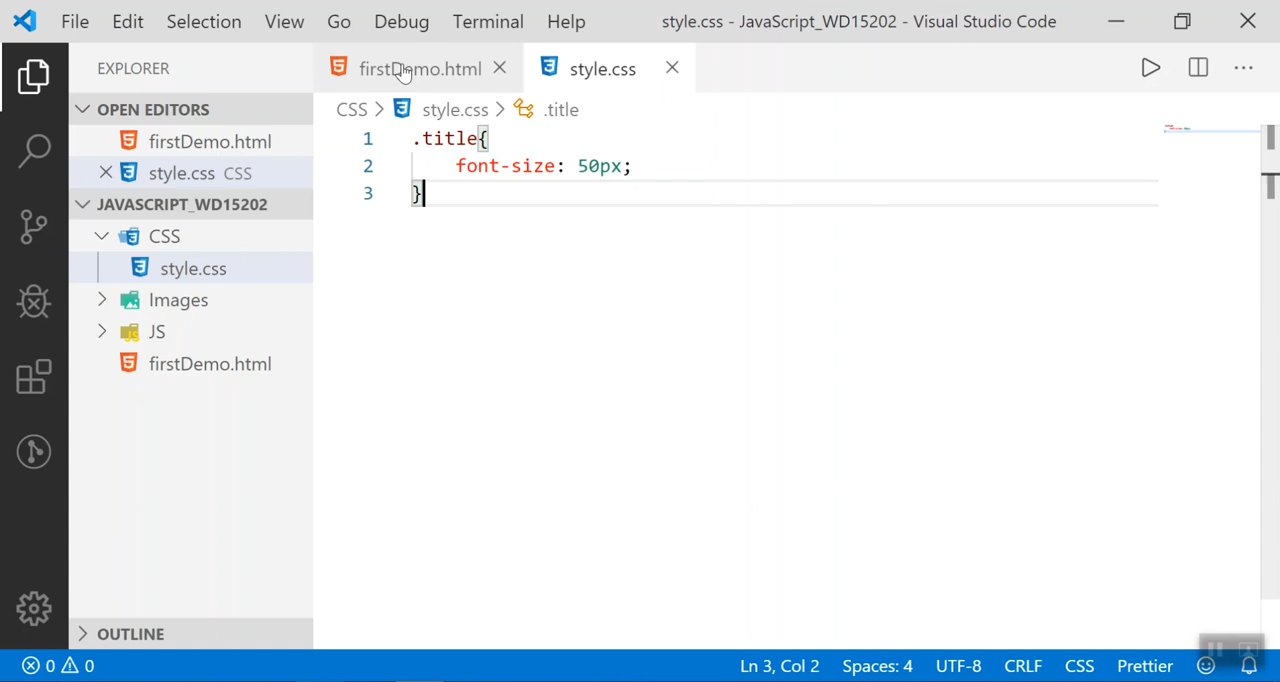 File Edit Selection View Go Debug Terminal Help style.css - JavaScript_WD15202 - Visual Studio Code
EXPLORER
firstDemo.html
style.css
OPEN EDITORS
firstDemo.html
style.css CSS
JAVASCRIPT_WD15202
CSS
style.css
Images
JS
firstDemo.html
OUTLINE
CSS > style.css > .title
1 .title{
2 font-size: 50px;
3 }
0 0 Ln 3, Col 2 Spaces: 4 UTF-8 CRLF CSS Prettier